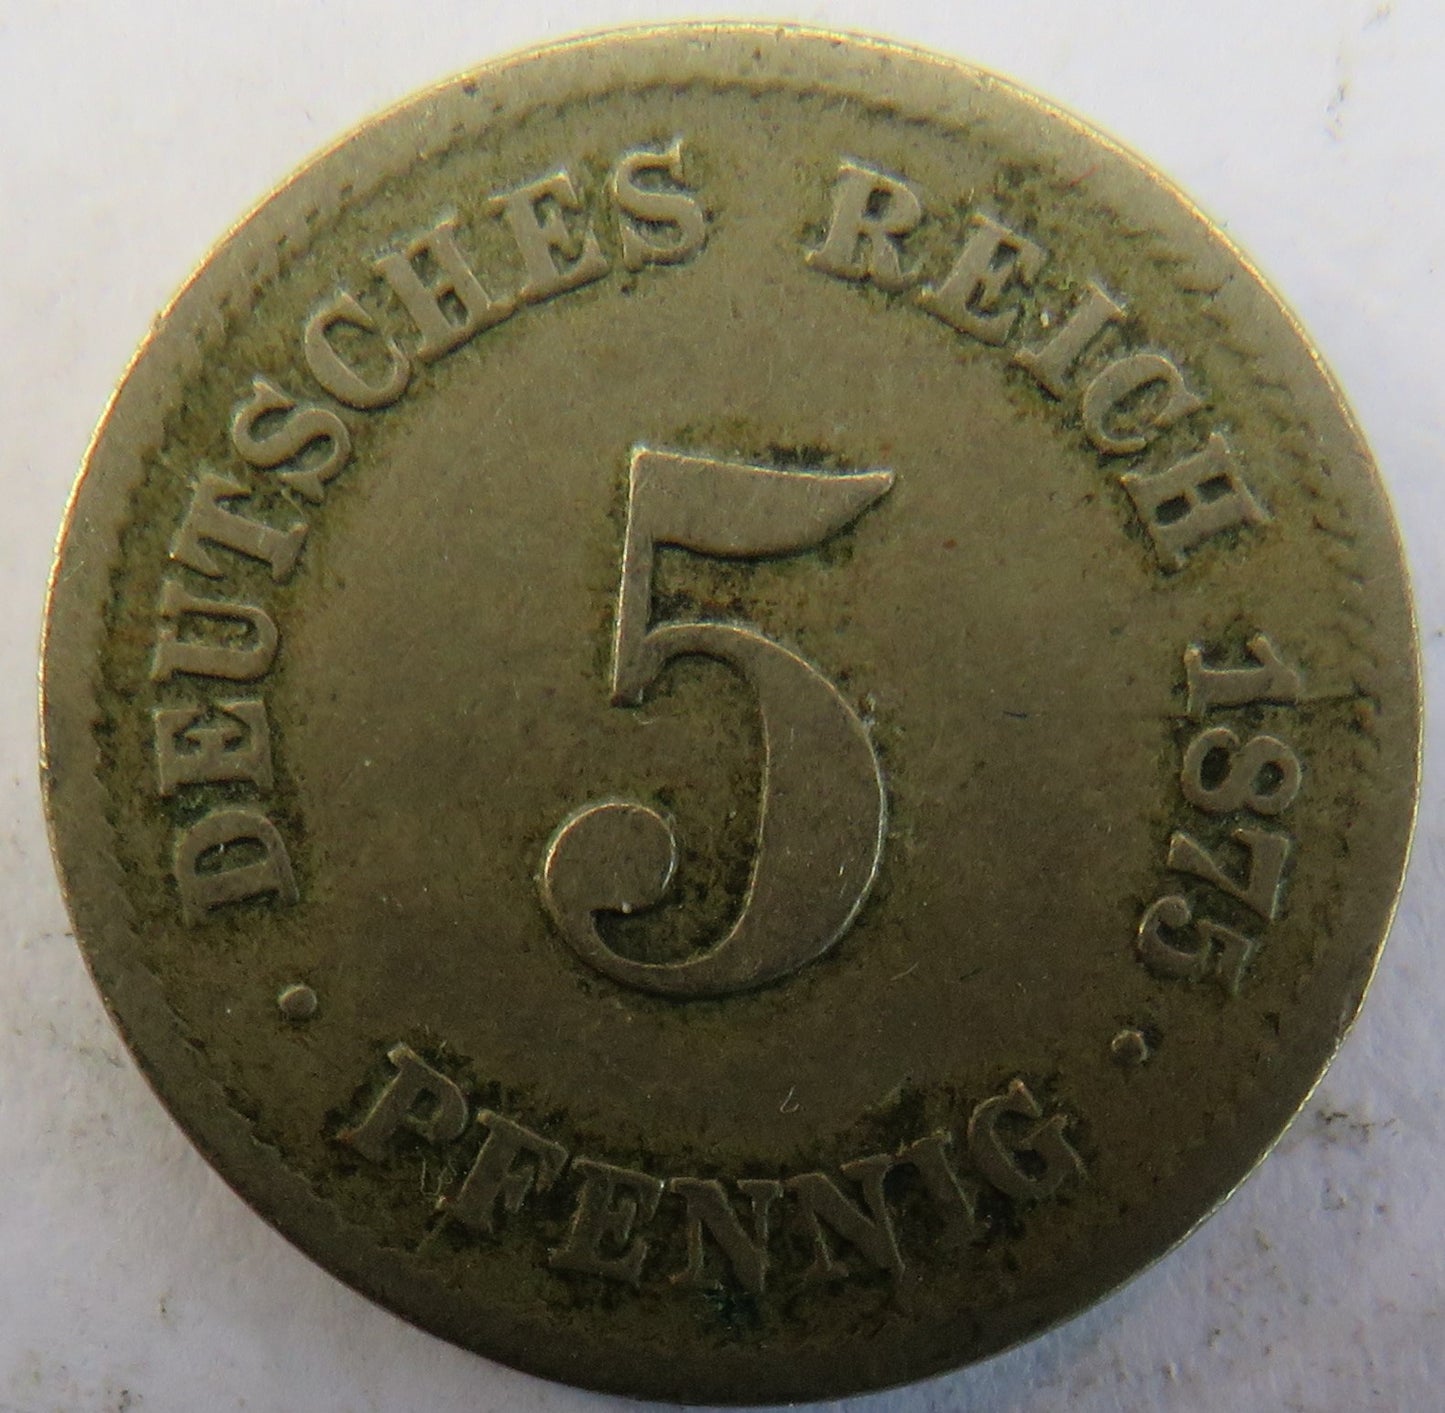 DEUTSCHES REICH 1875
5
PFENNIG